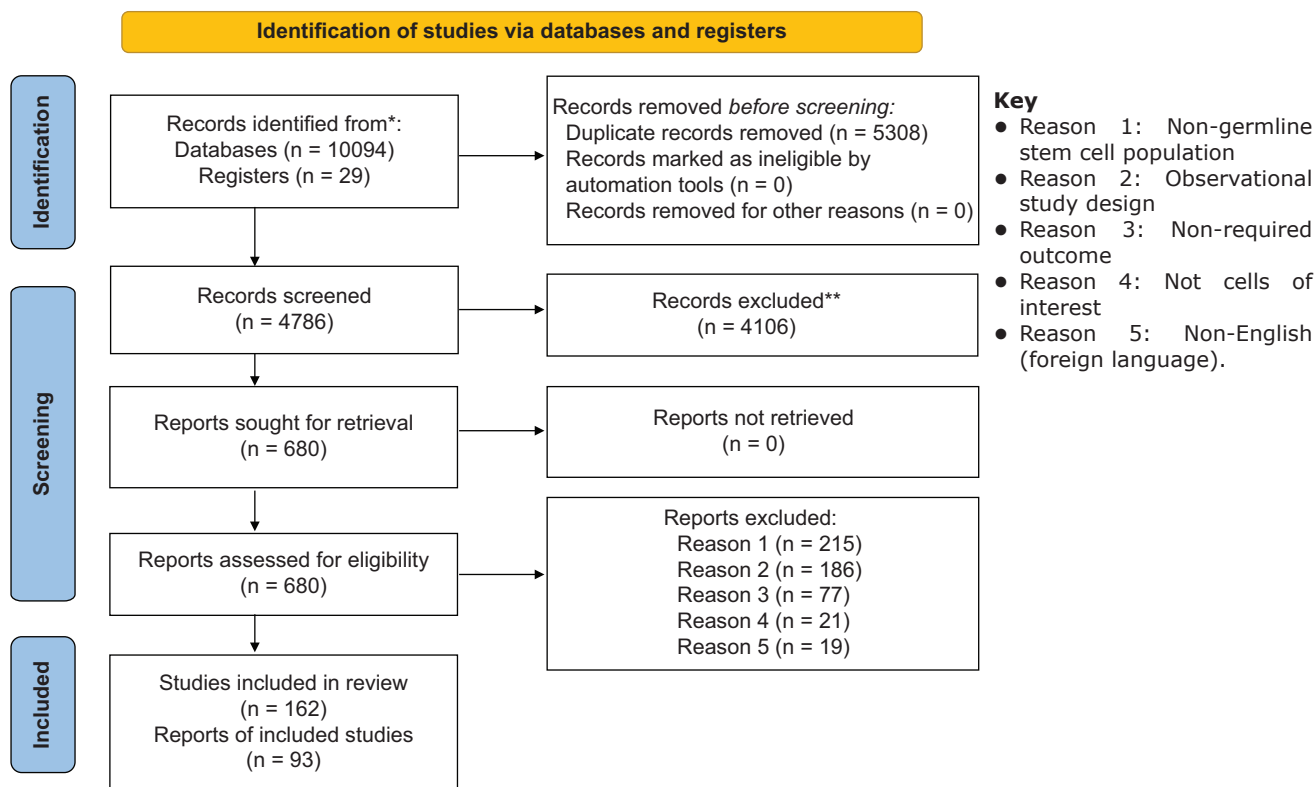 Identification of studies via databases and registers
Identification
Records identified from*:
Databases (n = 10094)
Registers (n = 29)
Records removed before screening:
Duplicate records removed (n = 5308)
Records marked as ineligible by
automation tools (n = 0)
Records removed for other reasons (n = 0)
Screening
Records screened
(n = 4786)
Records excluded**
(n = 4106)
Reports sought for retrieval
(n = 680)
Reports not retrieved
(n = 0)
Reports assessed for eligibility
(n = 680)
Reports excluded:
Reason 1 (n = 215)
Reason 2 (n = 186)
Reason 3 (n = 77)
Reason 4 (n = 21)
Reason 5 (n = 19)
Included
Studies included in review
(n = 162)
Reports of included studies
(n = 93)
Key
● Reason 1: Non-germline
stem cell population
● Reason 2: Observational
study design
● Reason 3: Non-required
outcome
● Reason 4: Not cells of
interest
● Reason 5: Non-English
(foreign language).